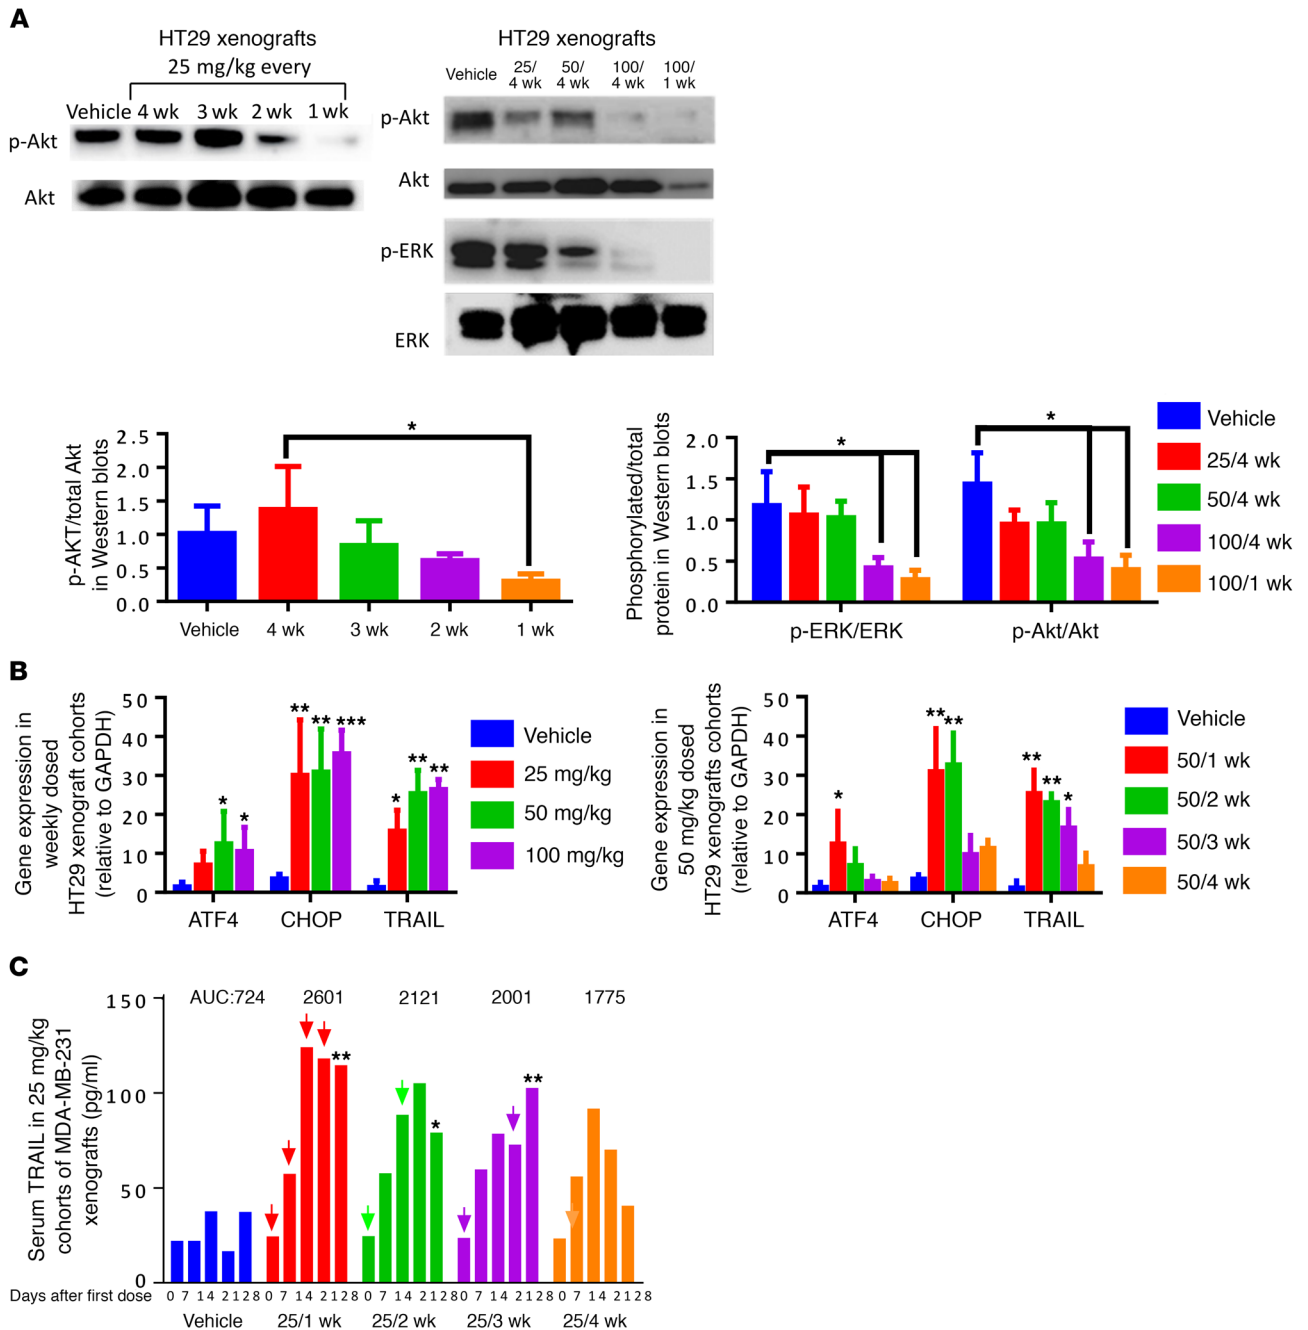 A
HT29 xenografts
25 mg/kg every
Vehicle 4 wk 3 wk 2 wk 1 wk
p-Akt
Akt
HT29 xenografts
Vehicle 25/ 50/ 100/ 100/
4 wk 4 wk 4 wk 1 wk
p-Akt
Akt
p-ERK
ERK
p-AKT/total Akt
in Western blots
2.5
2.0
1.5
1.0
0.5
0.0
*
Vehicle 4 wk 3 wk 2 wk 1 wk
Phosphorylated/total
protein in Western blots
2.0
1.5
1.0
0.5
0.0
* *
p-ERK/ERK p-Akt/Akt
Vehicle
25/4 wk
50/4 wk
100/4 wk
100/1 wk
B
Gene expression in
weekly dosed
HT29 xenograft cohorts
(relative to GAPDH)
50
40
30
20
10
0
* * ** ** *** * ** **
ATF4 CHOP TRAIL
Vehicle
25 mg/kg
50 mg/kg
100 mg/kg
Gene expression in
50 mg/kg dosed
HT29 xenografts cohorts
(relative to GAPDH)
50
40
30
20
10
0
* ** ** ** ** *
ATF4 CHOP TRAIL
Vehicle
50/1 wk
50/2 wk
50/3 wk
50/4 wk
C
Serum TRAIL in 25 mg/kg
cohorts of MDA-MB-231
xenografts (pg/ml)
150
100
50
0
AUC:724 2601 2121 2001 1775
** * **
Days after first dose 0 7 14 21 28 0 7 14 21 28 0 7 14 21 28 0 7 14 21 28 0 7 14 21 28
Vehicle 25/1 wk 25/2 wk 25/3 wk 25/4 wk